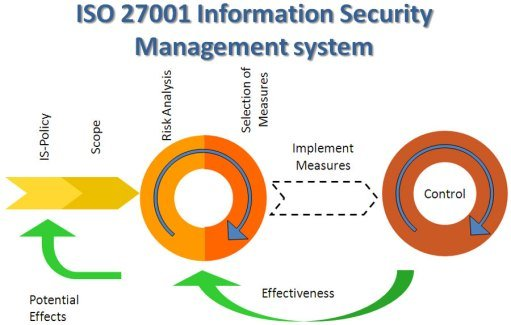 ISO 27001 Information Security
Management system
IS-Policy
Scope
Risk Analysis
Selection of
Measures
Implement
Measures
Control
Effectiveness
Potential
Effects